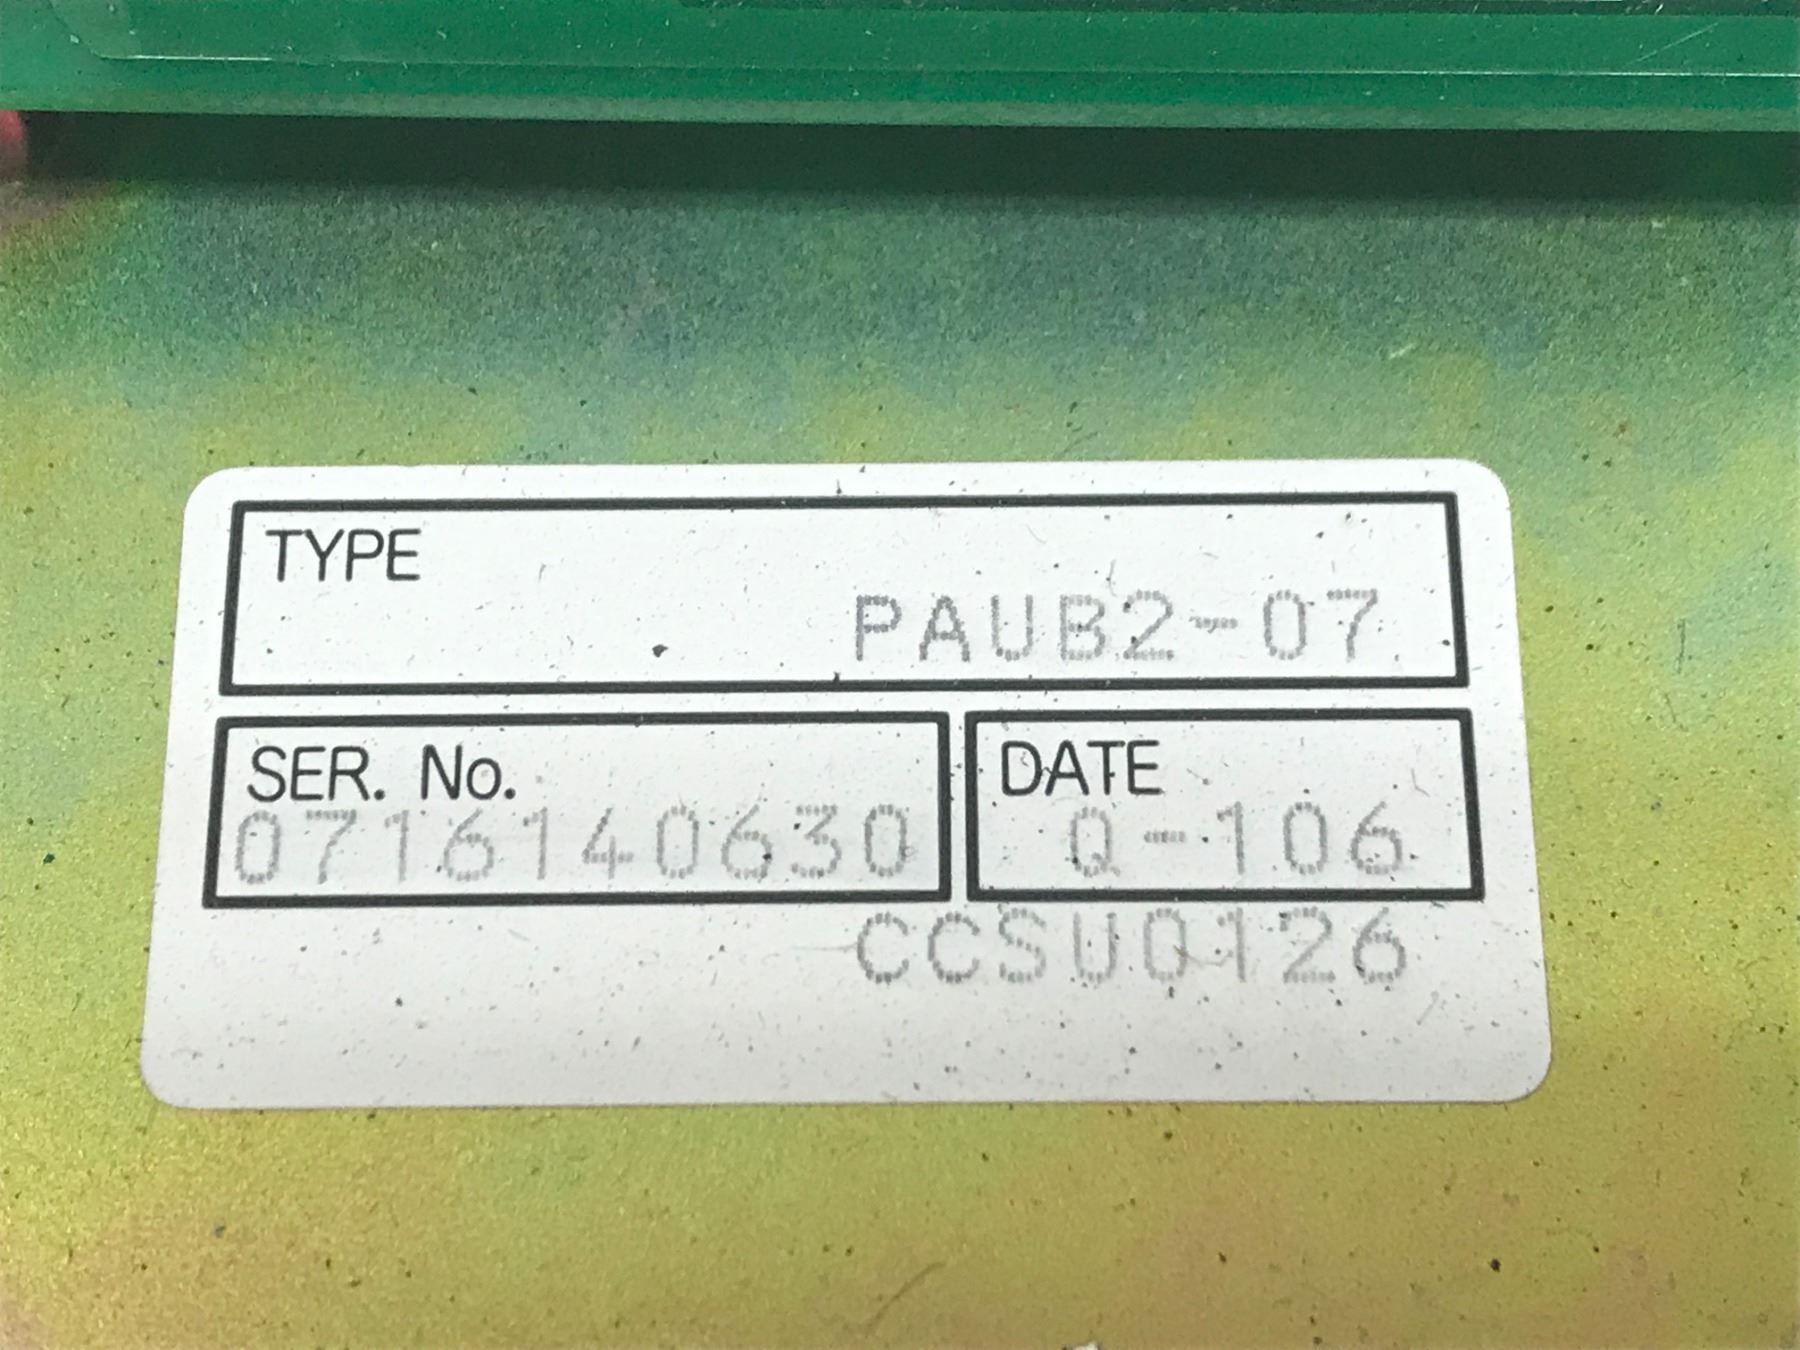 TYPE
PAUB2-07
SER. No.
0716140630
DATE
Q-106
CCSU0126